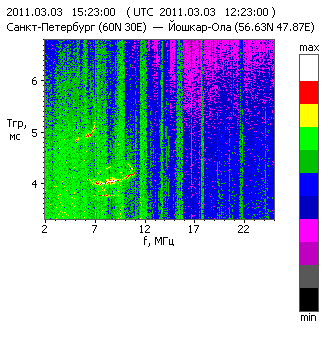 2011.03.03 15:23:00 ( UTC 2011.03.03 12:23:00 )
Санкт-Петербург (60N 30E) — Йошкар-Ола (56.63N 47.87E)
max
6
Тгр,
мс
5
4
2 7 12 17 22
f, МГц
min